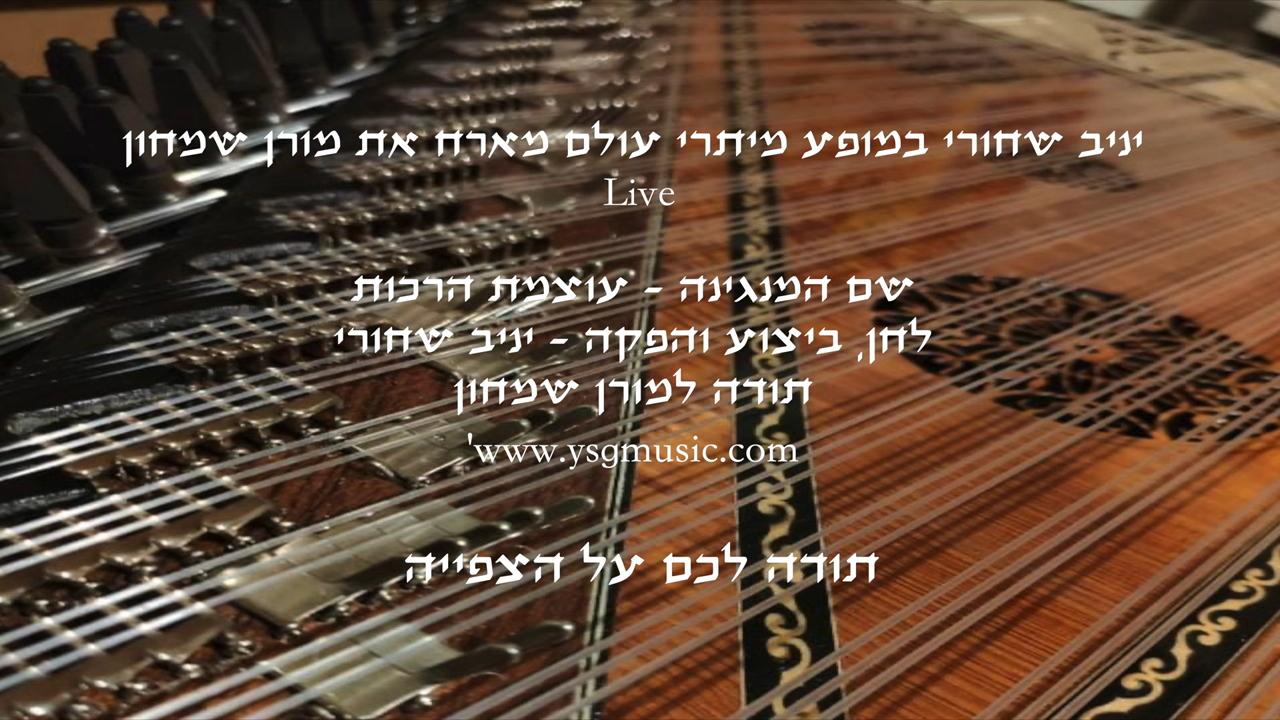 יניב שחורי במופע מיתרי עולם מארח את מורן שמחון
Live
שם המנגינה - עוצמת הרכות
לחן, ביצוע והפקה - יניב שחורי
תודה למורן שמחון
'www.ysgmusic.com
תודה לכם על הצפייה